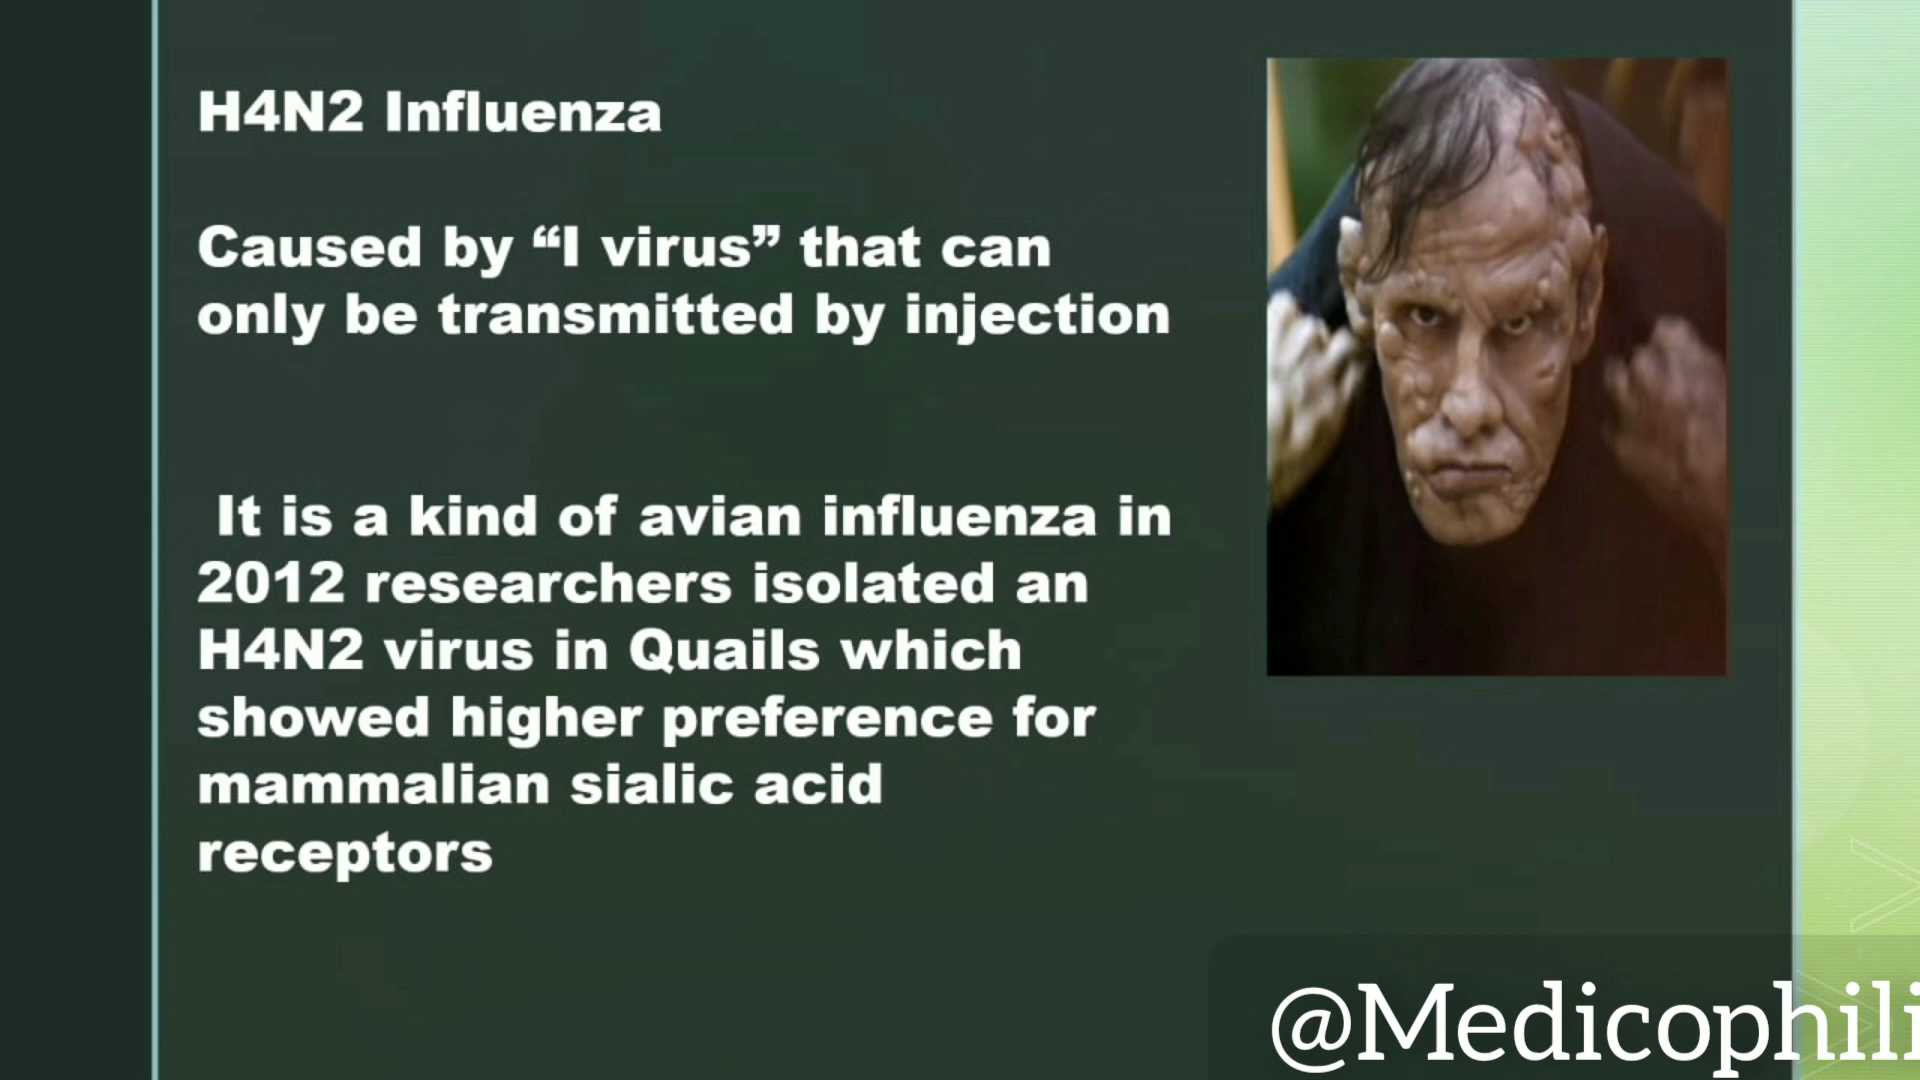 H4N2 Influenza
Caused by “I virus” that can
only be transmitted by injection
It is a kind of avian influenza in
2012 researchers isolated an
H4N2 virus in Quails which
showed higher preference for
mammalian sialic acid
receptors
@Medicophili